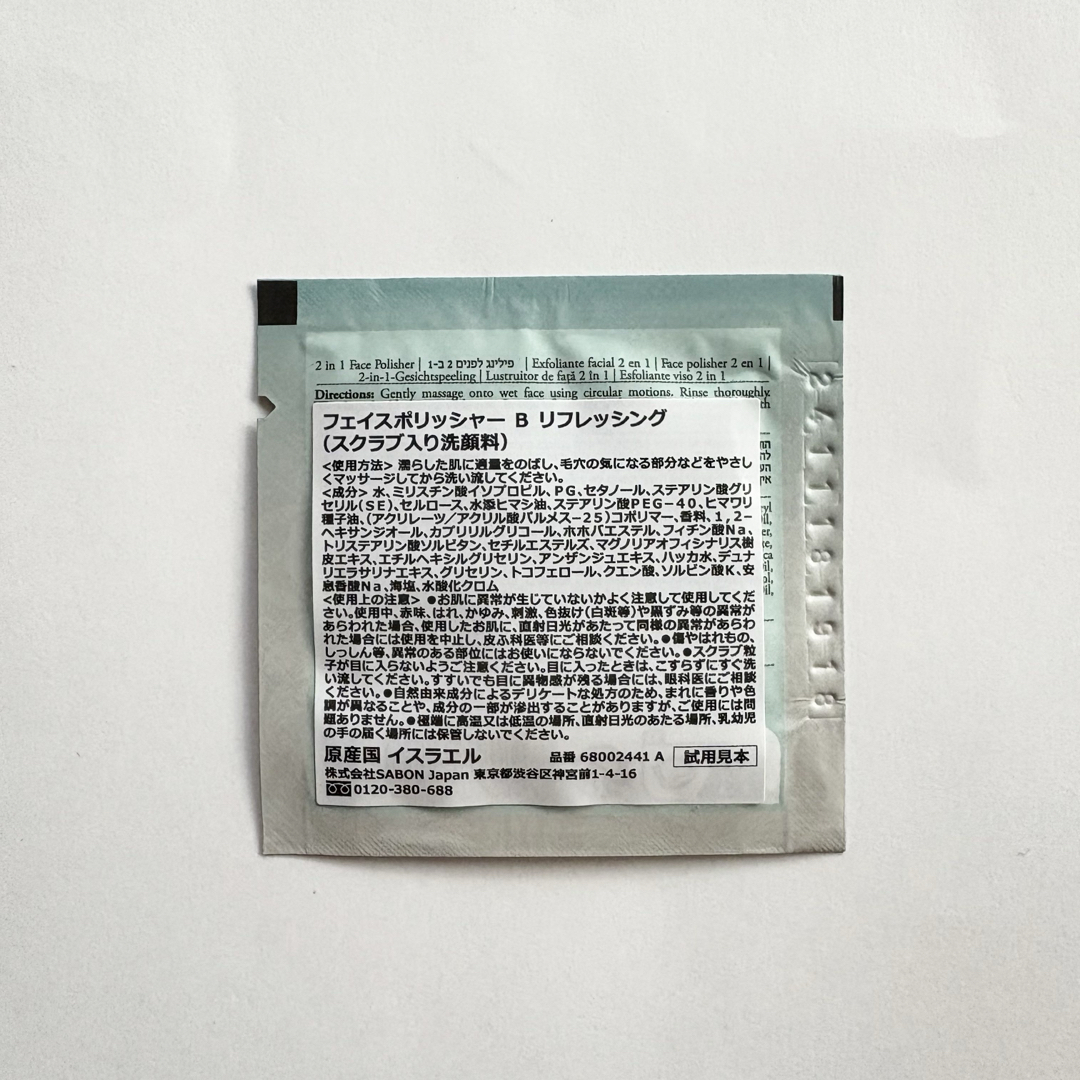 2 in 1 Face Polisher | פילינג לפנים 2 ב-1 | Exfoliante facial 2 en 1 | Face polisher 2 en 1 |
2-in-1-Gesichtspeeling | Lustruitor de față 2 în 1 | Esfoliante viso 2 in 1
Directions: Gently massage onto wet face using circular motions. Rinse thoroughly.
フェイスポリッシャー B リフレッシング
(スクラブ入り洗顔料)
<使用方法> 濡らした肌に適量をのばし、毛穴の気になる部分などをやさし
くマッサージしてから洗い流してください。
<成分> 水、ミリスチン酸イソプロピル、PG、セタノール、ステアリン酸グリ
セリル(SE)、セルロース、水添ヒマシ油、ステアリン酸PEG-40、ヒマワリ
種子油、(アクリレーツ/アクリル酸パルメス-25)コポリマー、香料、1,2-
ヘキサンジオール、カプリリルグリコール、ホホバエステル、フィチン酸Na、
トリステアリン酸ソルビタン、セチルエステルズ、マグノリアオフィシナリス樹
皮エキス、エチルヘキシルグリセリン、アンザンジュエキス、ハッカ水、デュナ
リエラサリナエキス、グリセリン、トコフェロール、クエン酸、ソルビン酸K、安
息香酸Na、海塩、水酸化クロム
<使用上の注意> ●お肌に異常が生じていないかよく注意して使用してくだ
さい。使用中、赤味、はれ、かゆみ、刺激、色抜け(白斑等)や黒ずみ等の異常が
あらわれた場合、使用したお肌に、直射日光があたって同様の異常があらわ
れた場合には使用を中止し、皮ふ科医等にご相談ください。●傷やはれもの、
しっしん等、異常のある部位にはお使いにならないでください。●スクラブ粒
子が目に入らないようご注意ください。目に入ったときは、こすらずにすぐ洗
い流してください。すすいでも目に異物感が残る場合には、眼科医にご相談
ください。●自然由来成分によるデリケートな処方のため、まれに香りや色
調が異なることや、成分の一部が滲出することがありますが、ご使用には問
題ありません。●極端に高温又は低温の場所、直射日光のあたる場所、乳幼児
の手の届く場所には保管しないでください。
原産国 イスラエル 品番 68002441 A 試用見本
株式会社SABON Japan 東京都渋谷区神宮前1-4-16
0120-380-688